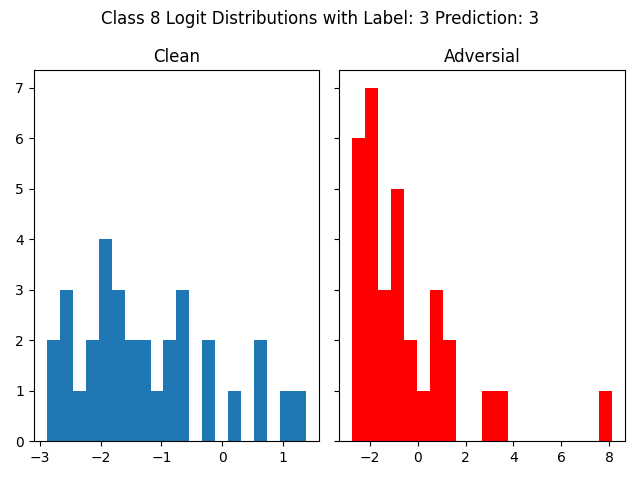 Class 8 Logit Distributions with Label: 3 Prediction: 3
Clean
Adversial
7
6
5
4
3
2
1
0
−3 −2 −1 0 1
−2 0 2 4 6 8